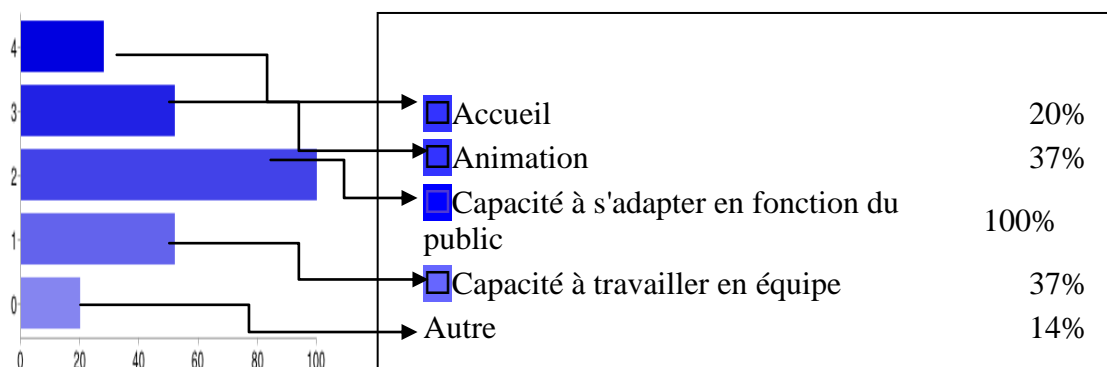 4
3
2
1
0
0 20 40 60 80 100
Accueil 20%
Animation 37%
Capacité à s'adapter en fonction du
public 100%
Capacité à travailler en équipe 37%
Autre 14%